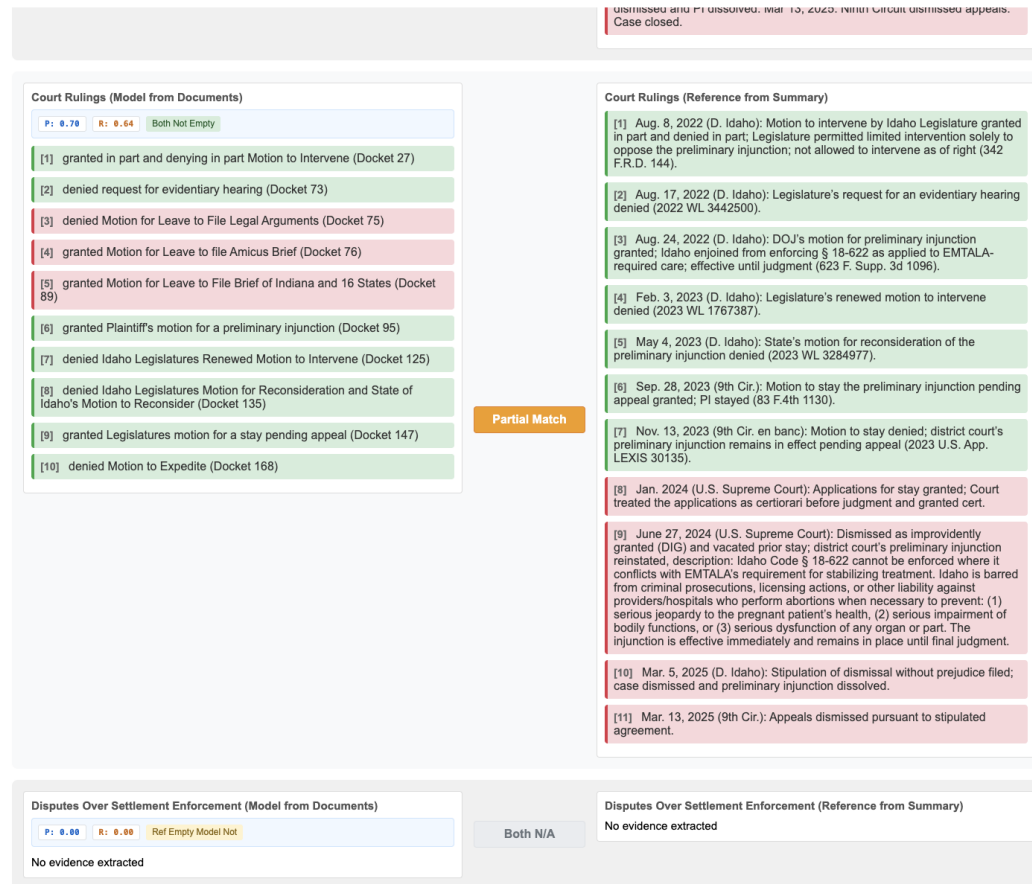 dismissed and PI dissolved. Mar 13, 2025: Ninth Circuit dismissed appeals.
Case closed.
Court Rulings (Model from Documents)
P: 0.70 R: 0.64 Both Not Empty
[1] granted in part and denying in part Motion to Intervene (Docket 27)
[2] denied request for evidentiary hearing (Docket 73)
[3] denied Motion for Leave to File Legal Arguments (Docket 75)
[4] granted Motion for Leave to file Amicus Brief (Docket 76)
[5] granted Motion for Leave to File Brief of Indiana and 16 States (Docket
89)
[6] granted Plaintiff's motion for a preliminary injunction (Docket 95)
[7] denied Idaho Legislatures Renewed Motion to Intervene (Docket 125)
[8] denied Idaho Legislatures Motion for Reconsideration and State of
Idaho's Motion to Reconsider (Docket 135)
[9] granted Legislatures motion for a stay pending appeal (Docket 147)
[10] denied Motion to Expedite (Docket 168)
Partial Match
Court Rulings (Reference from Summary)
[1] Aug. 8, 2022 (D. Idaho): Motion to intervene by Idaho Legislature granted
in part and denied in part; Legislature permitted limited intervention solely to
oppose the preliminary injunction; not allowed to intervene as of right (342
F.R.D. 144).
[2] Aug. 17, 2022 (D. Idaho): Legislature's request for an evidentiary hearing
denied (2022 WL 3442500).
[3] Aug. 24, 2022 (D. Idaho): DOJ's motion for preliminary injunction
granted; Idaho enjoined from enforcing § 18-622 as applied to EMTALA-
required care; effective until judgment (623 F. Supp. 3d 1096).
[4] Feb. 3, 2023 (D. Idaho): Legislature's renewed motion to intervene
denied (2023 WL 1767387).
[5] May 4, 2023 (D. Idaho): State's motion for reconsideration of the
preliminary injunction denied (2023 WL 3284977).
[6] Sep. 28, 2023 (9th Cir.): Motion to stay the preliminary injunction pending
appeal granted; PI stayed (83 F.4th 1130).
[7] Nov. 13, 2023 (9th Cir. en banc): Motion to stay denied; district court's
preliminary injunction remains in effect pending appeal (2023 U.S. App.
LEXIS 30135).
[8] Jan. 2024 (U.S. Supreme Court): Applications for stay granted; Court
treated the applications as certiorari before judgment and granted cert.
[9] June 27, 2024 (U.S. Supreme Court): Dismissed as improvidently
granted (DIG) and vacated prior stay; district court's preliminary injunction
reinstated, description: Idaho Code § 18-622 cannot be enforced where it
conflicts with EMTALA's requirement for stabilizing treatment. Idaho is barred
from criminal prosecutions, licensing actions, or other liability against
providers/hospitals who perform abortions when necessary to prevent: (1)
serious jeopardy to the pregnant patient's health, (2) serious impairment of
bodily functions, or (3) serious dysfunction of any organ or part. The
injunction is effective immediately and remains in place until final judgment.
[10] Mar. 5, 2025 (D. Idaho): Stipulation of dismissal without prejudice filed;
case dismissed and preliminary injunction dissolved.
[11] Mar. 13, 2025 (9th Cir.): Appeals dismissed pursuant to stipulated
agreement.
Disputes Over Settlement Enforcement (Model from Documents)
P: 0.00 R: 0.00 Ref Empty Model Not
No evidence extracted
Both N/A
Disputes Over Settlement Enforcement (Reference from Summary)
No evidence extracted